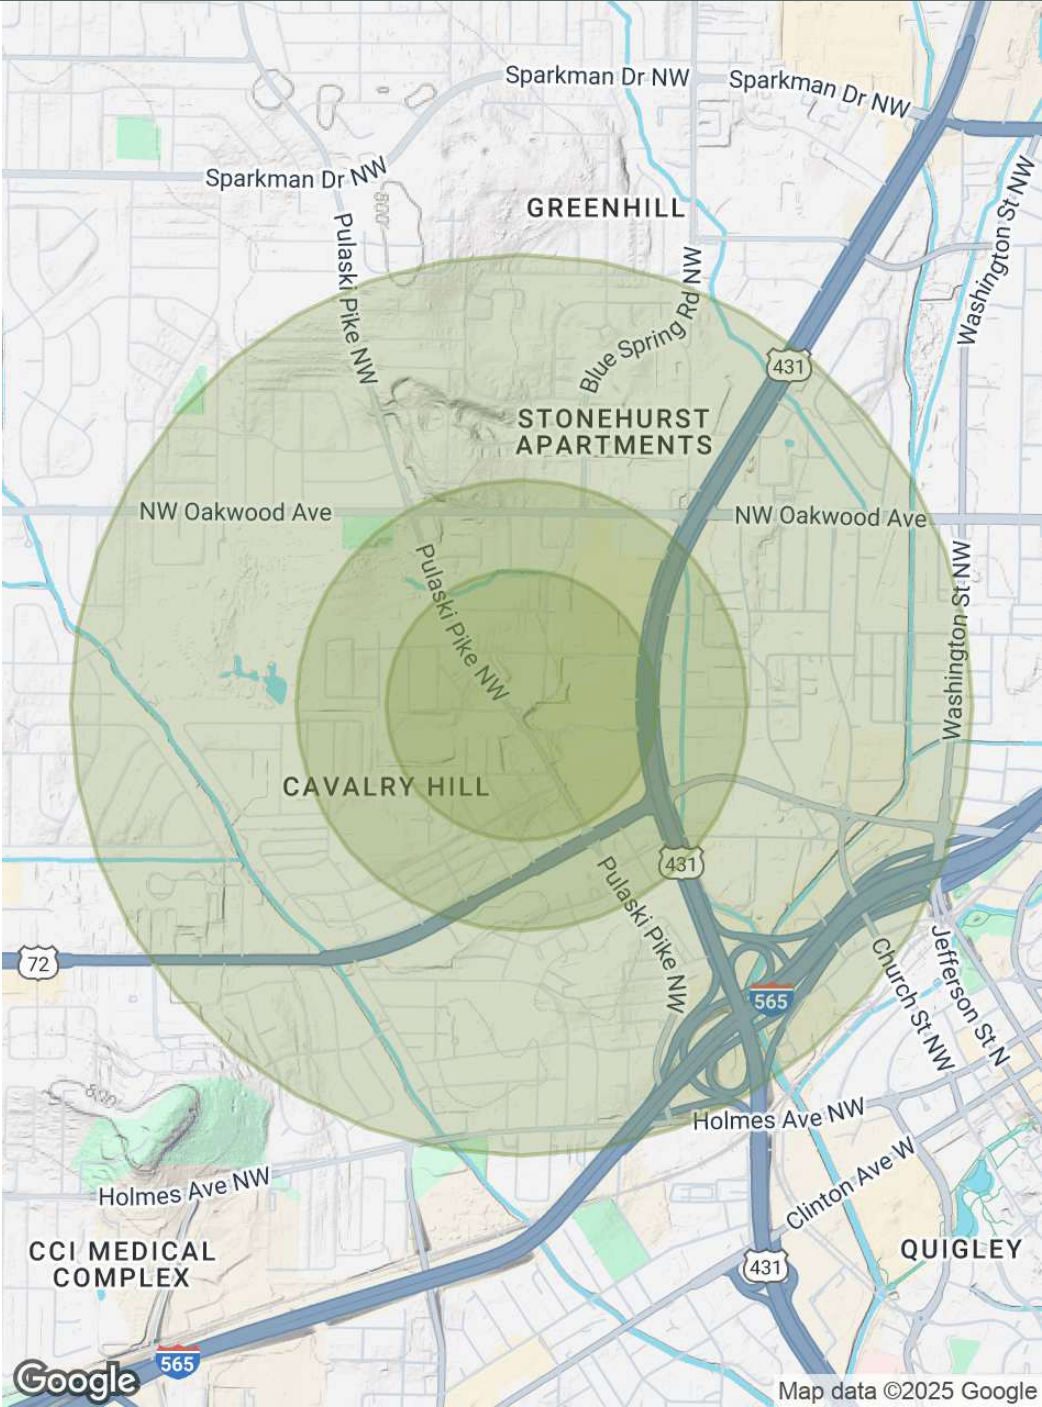 Sparkman Dr NW
Sparkman Dr NW
Sparkman Dr NW
800
GREENHILL
Washington St NW
Pulaski Pike NW
Blue Spring Rd NW
431
STONEHURST
APARTMENTS
NW Oakwood Ave
NW Oakwood Ave
Pulaski Pike NW
Washington St NW
CAVALRY HILL
431
Pulaski Pike NW
72
Church St NW
Jefferson St N
565
800
Holmes Ave NW
Holmes Ave NW
Clinton Ave W
CCI MEDICAL
COMPLEX
QUIGLEY
431
565
Google
Map data ©2025 Google